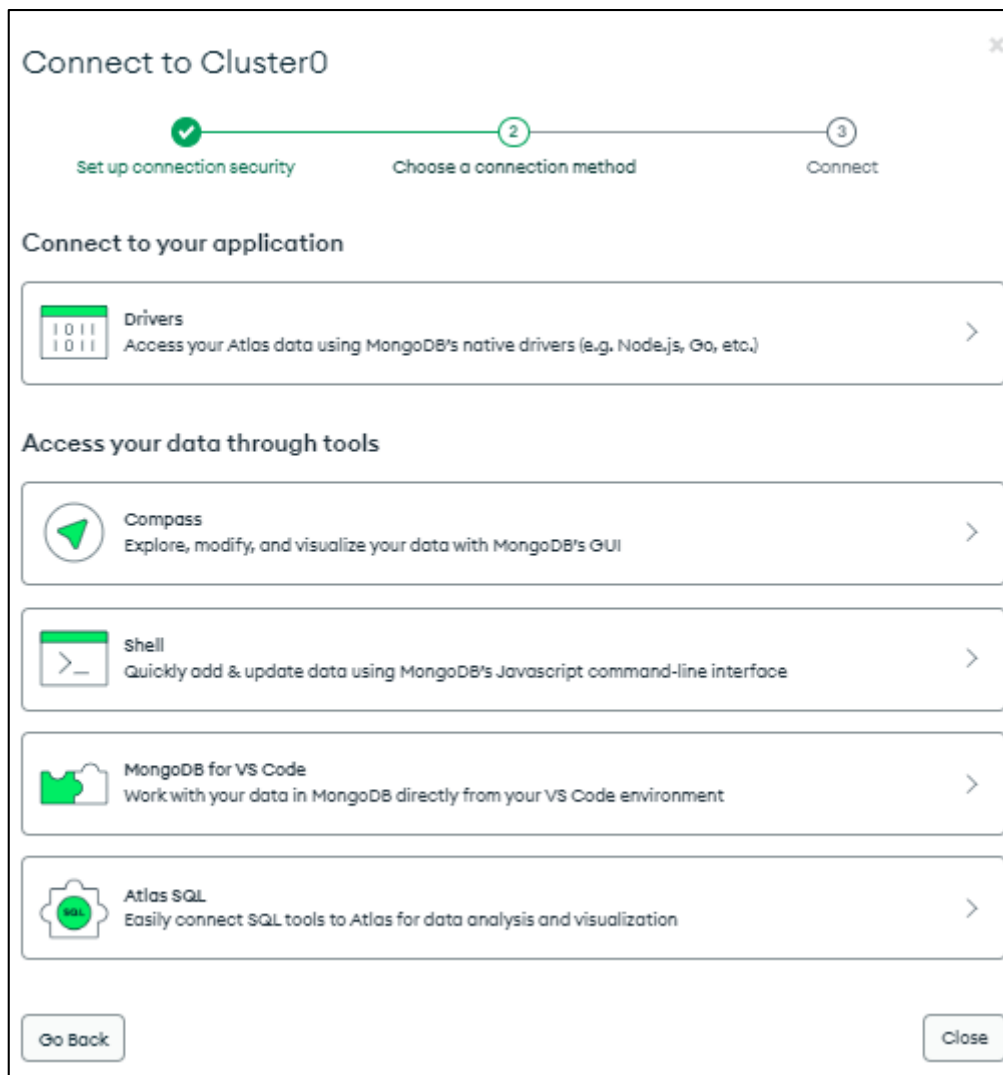 Connect to Cluster0
2
3
Set up connection security
Choose a connection method
Connect
Connect to your application
1011
1011
Drivers
Access your Atlas data using MongoDB's native drivers (e.g. Node.js, Go, etc.)
Access your data through tools
Compass
Explore, modify, and visualize your data with MongoDB's GUI
>_
Shell
Quickly add & update data using MongoDB's Javascript command-line interface
MongoDB for VS Code
Work with your data in MongoDB directly from your VS Code environment
SQL
Atlas SQL
Easily connect SQL tools to Atlas for data analysis and visualization
Go Back
Close